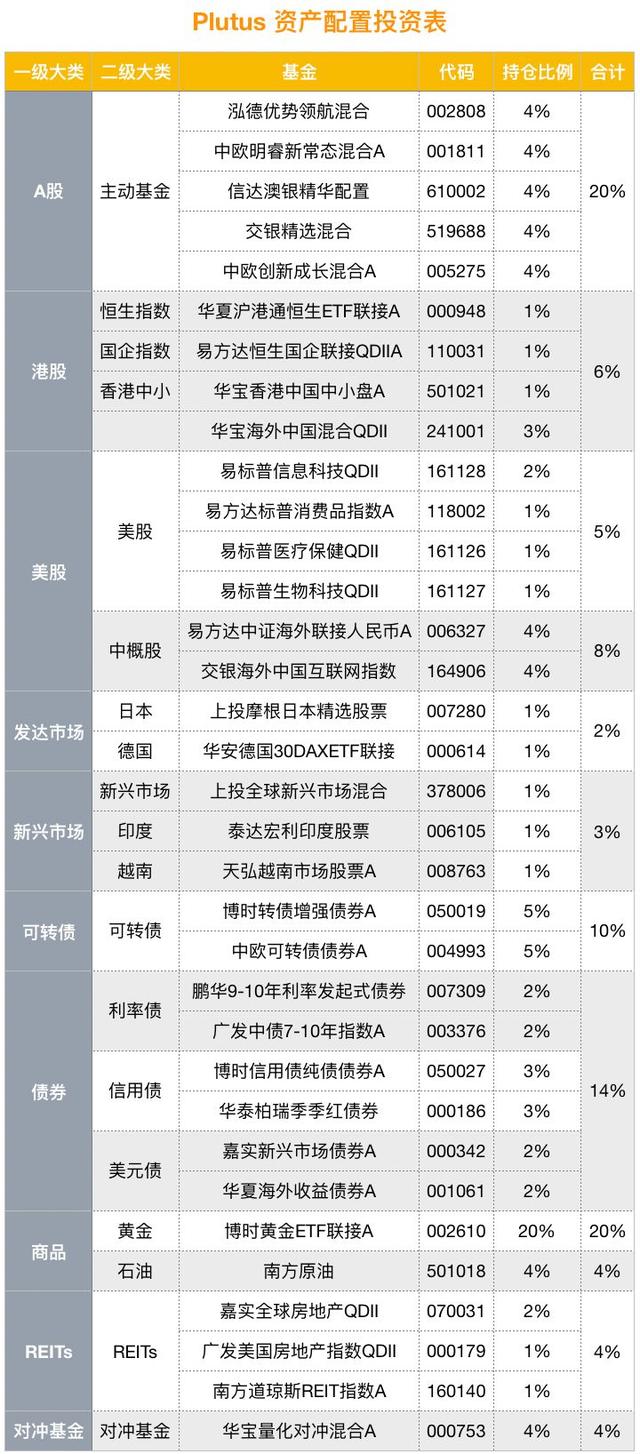 Plutus 资产配置投资表
一级大类 二级大类 基金 代码 持仓比例 合计
A股 主动基金 泓德优势领航混合 002808 4% 20%
中欧明睿新常态混合A 001811 4%
信达澳银精华配置 610002 4%
交银精选混合 519688 4%
中欧创新成长混合A 005275 4%
港股 恒生指数 华夏沪港通恒生ETF联接A 000948 1% 6%
国企指数 易方达恒生国企联接QDIIA 110031 1%
香港中小 华宝香港中国中小盘A 501021 1%
华宝海外中国混合QDII 241001 3%
美股 美股 易标普信息科技QDII 161128 2% 5%
易方达标普消费品指数A 118002 1%
易标普医疗保健QDII 161126 1%
易标普生物科技QDII 161127 1%
中概股 易方达中证海外联接人民币A 006327 4% 8%
交银海外中国互联网指数 164906 4%
发达市场 日本 上投摩根日本精选股票 007280 1% 2%
德国 华安德国30DAXETF联接 000614 1%
新兴市场 新兴市场 上投全球新兴市场混合 378006 1% 3%
印度 泰达宏利印度股票 006105 1%
越南 天弘越南市场股票A 008763 1%
可转债 可转债 博时转债增强债券A 050019 5% 10%
中欧可转债债券A 004993 5%
债券 利率债 鹏华9-10年利率发起式债券 007309 2% 14%
广发中债7-10年指数A 003376 2%
信用债 博时信用债纯债债券A 050027 3%
华泰柏瑞季季红债券 000186 3%
美元债 嘉实新兴市场债券A 000342 2%
华夏海外收益债券A 001061 2%
商品 黄金 博时黄金ETF联接A 002610 20% 20%
石油 南方原油 501018 4% 4%
REITs REITs 嘉实全球房地产QDII 070031 2% 4%
广发美国房地产指数QDII 000179 1%
南方道琼斯REIT指数A 160140 1%
对冲基金 对冲基金 华宝量化对冲混合A 000753 4% 4%